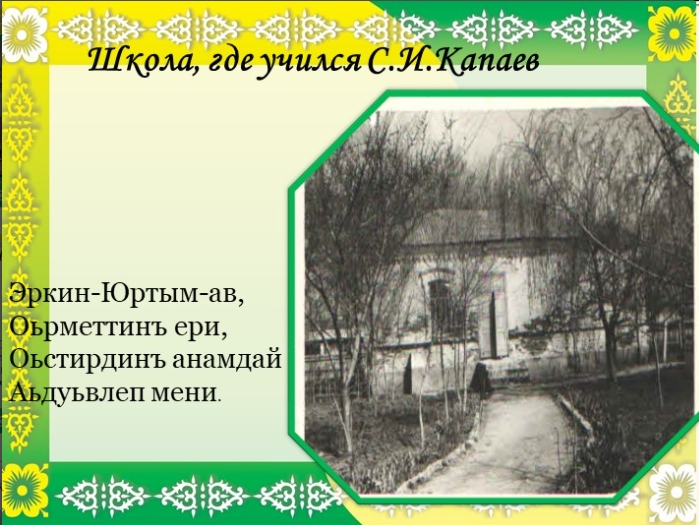 Школа, где учился С.И.Капаев
Эркин-Юртым-ав,
Оьрметтинъ ери,
Оьстирдинъ анамдай
Аьдуьвлеп мени.